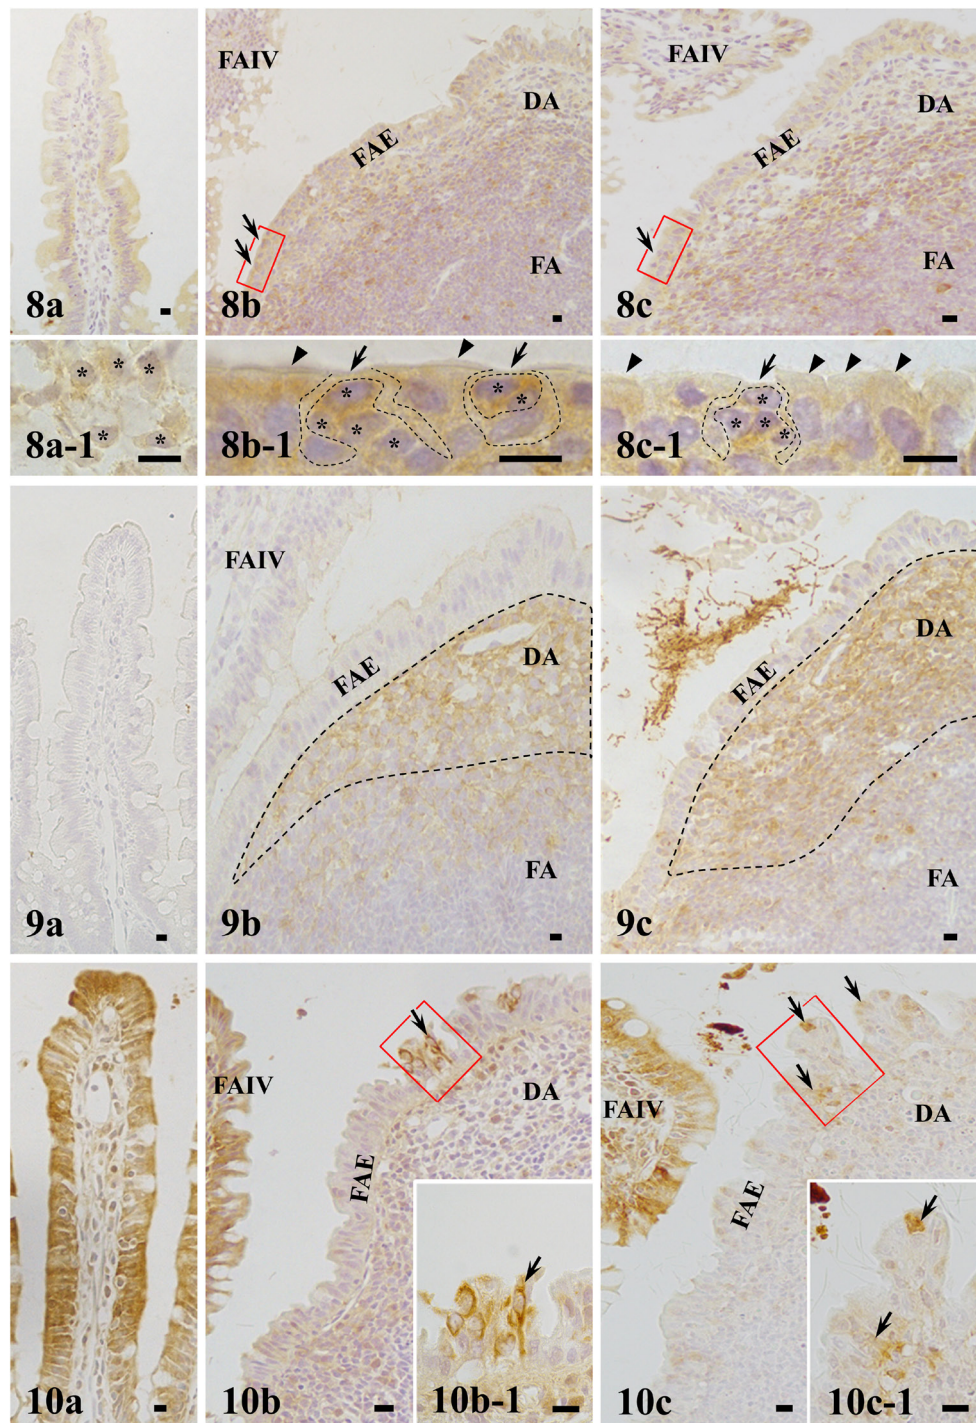 FAIV
FAIV
DA
DA
FAE
FAE
FA
FA
8a
8b
8c
*
*
*
*
*
8a-1
*
*
*
*
*
*
8b-1
*
*
*
*
8c-1
FAIV
DA
DA
FAE
FAE
FA
FA
9a
9b
9c
FAIV
DA
FAE
FAIV
DA
FAE
10a
10b
10b-1
10c
10c-1